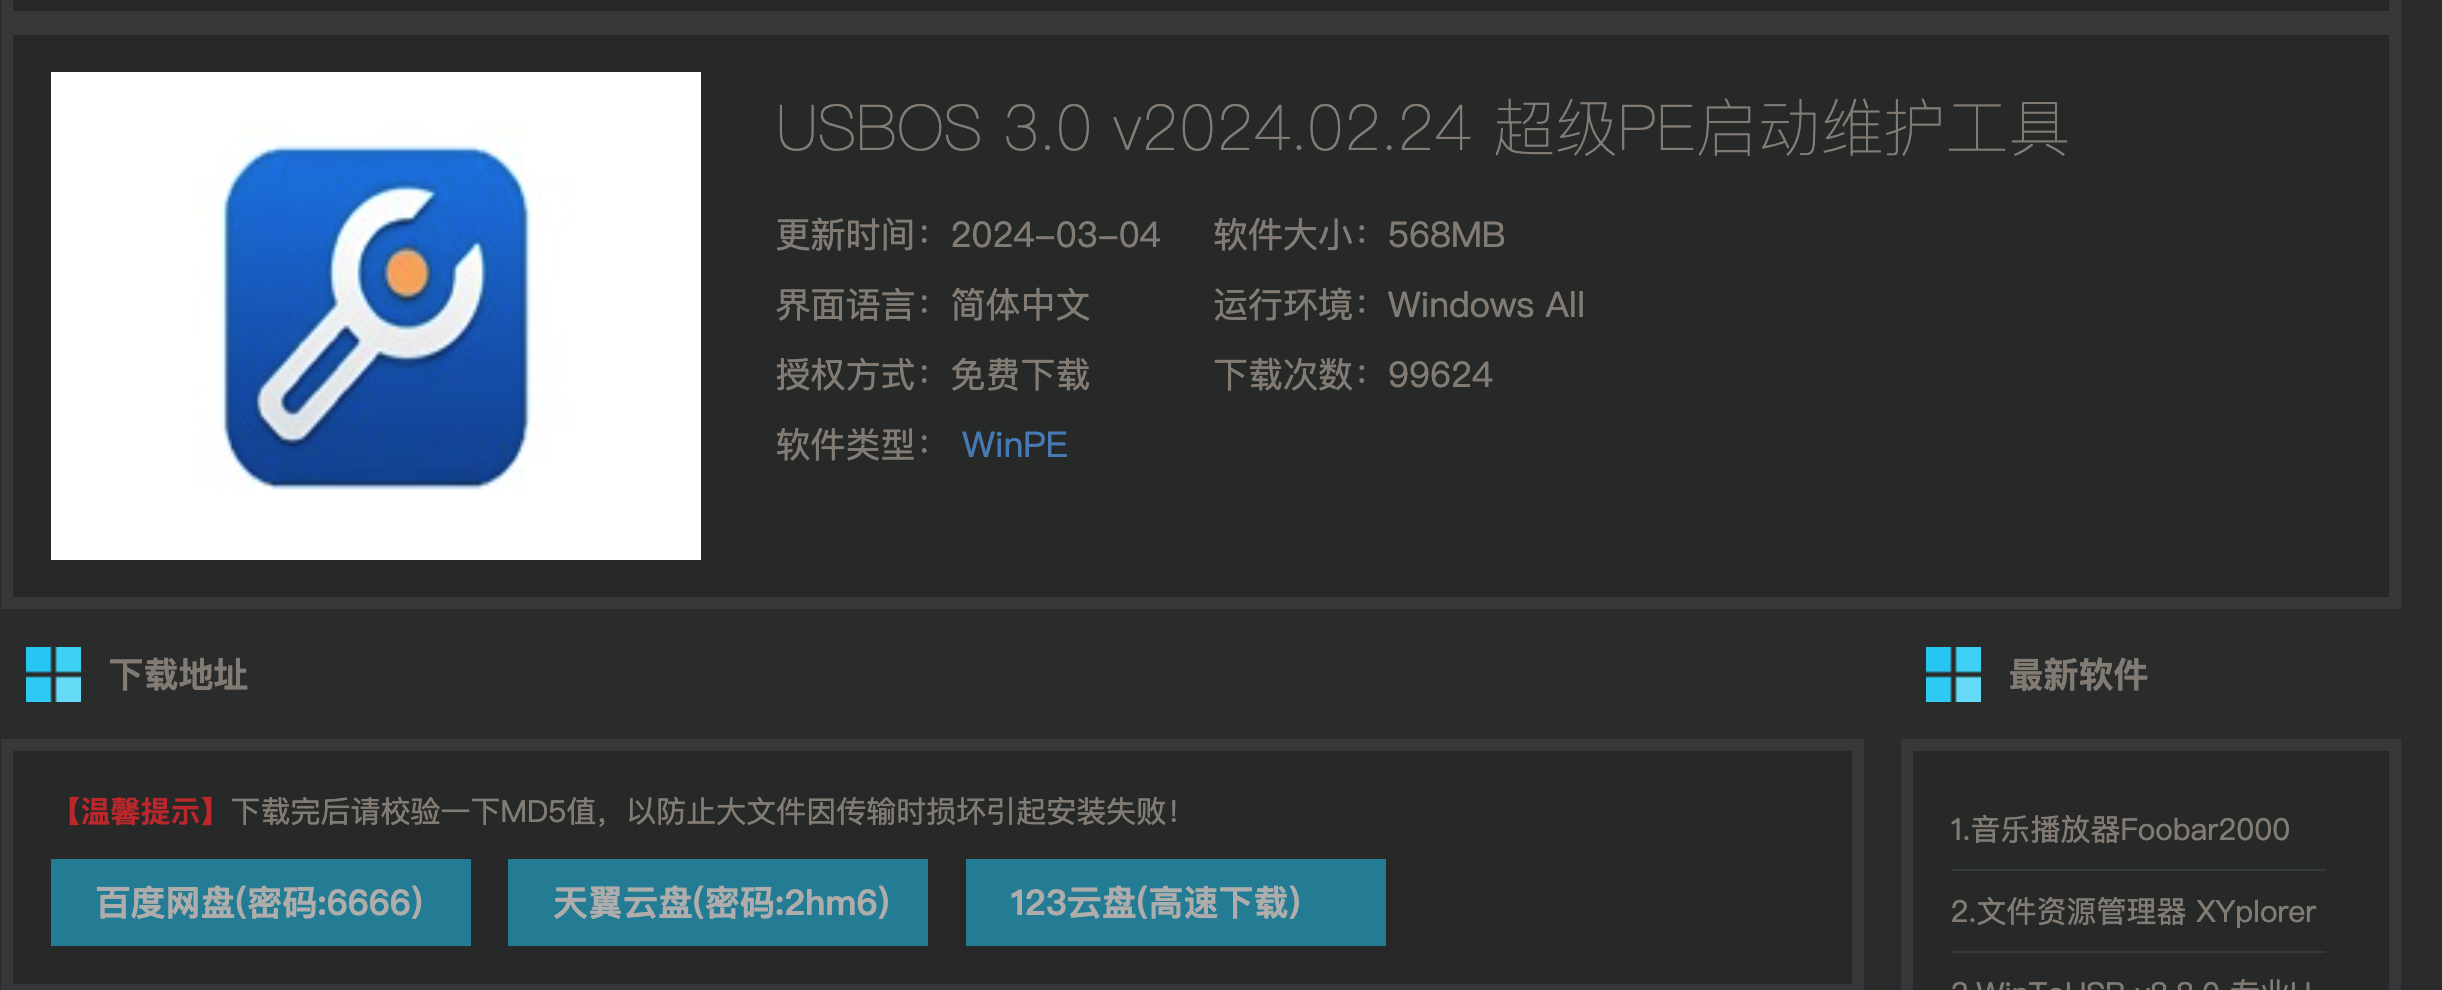 USBOS 3.0 v2024.02.24 超级PE启动维护工具
更新时间：2024-03-04 软件大小：568MB
界面语言：简体中文 运行环境：Windows All
授权方式：免费下载 下载次数：99624
软件类型： WinPE
下载地址
【温馨提示】下载完后请校验一下MD5值，以防止大文件因传输时损坏引起安装失败！
百度网盘(密码:6666) 天翼云盘(密码:2hm6) 123云盘(高速下载)
最新软件
1.音乐播放器Foobar2000
2.文件资源管理器 XYplorer